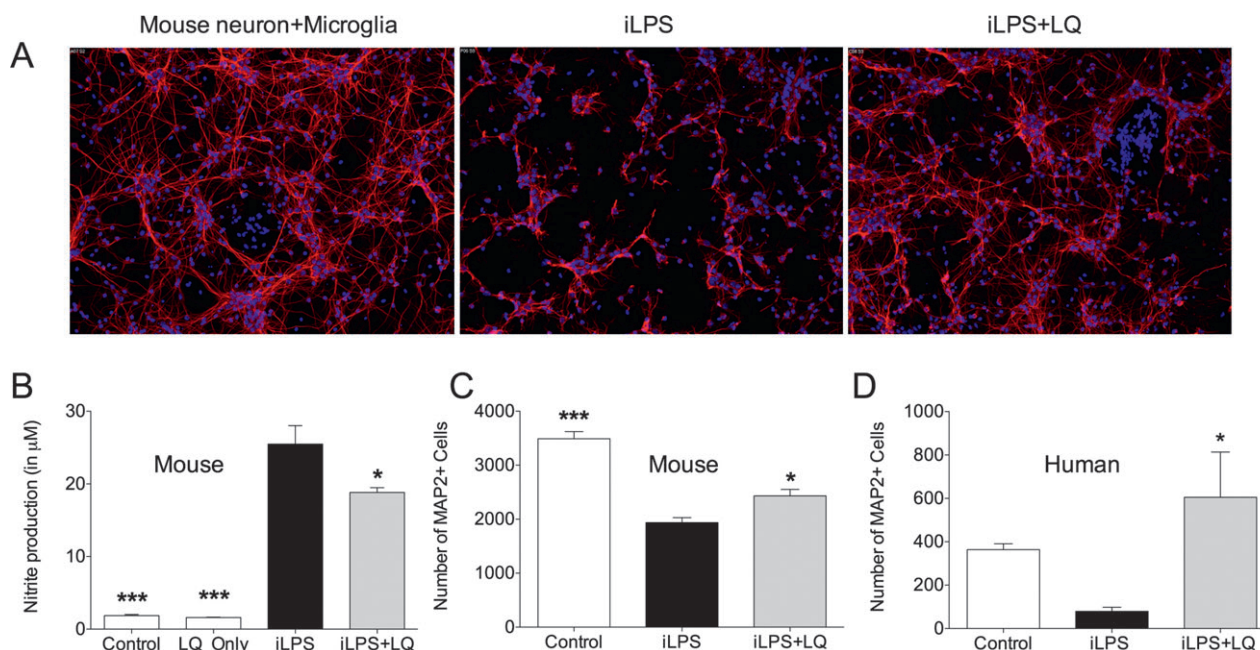 Mouse neuron+Microglia iLPS iLPS+LQ
A
B
Nitrite production (in μM)
30
20
10
0
Mouse
*** *** *
Control LQ Only iLPS iLPS+LQ
C
Number of MAP2+ Cells
4000
3000
2000
1000
0
Mouse
*** *
Control iLPS iLPS+LQ
D
Number of MAP2+ Cells
1000
800
600
400
200
0
Human
*
Control iLPS iLPS+LQ